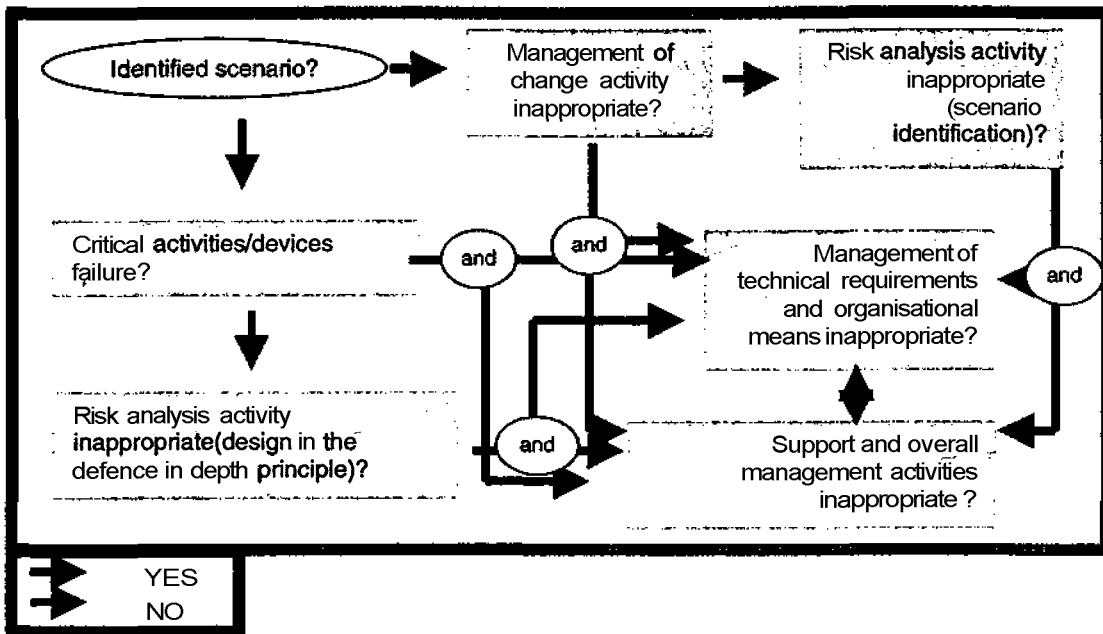 Identified scenario?
Management of
change activity
inappropriate?
Risk analysis activity
inappropriate
(scenario
identification)?
Critical activities/devices
failure?
and
and
Management of
technical requirements
and organisational
means inappropriate?
and
Risk analysis activity
inappropriate(design in the
defence in depth principle)?
and
Support and overall
management activities
inappropriate ?
YES
NO